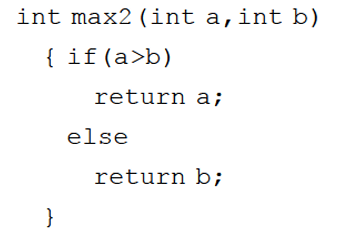 int max2(int a,int b)
{ if(a>b)
return a;
else
return b;
}